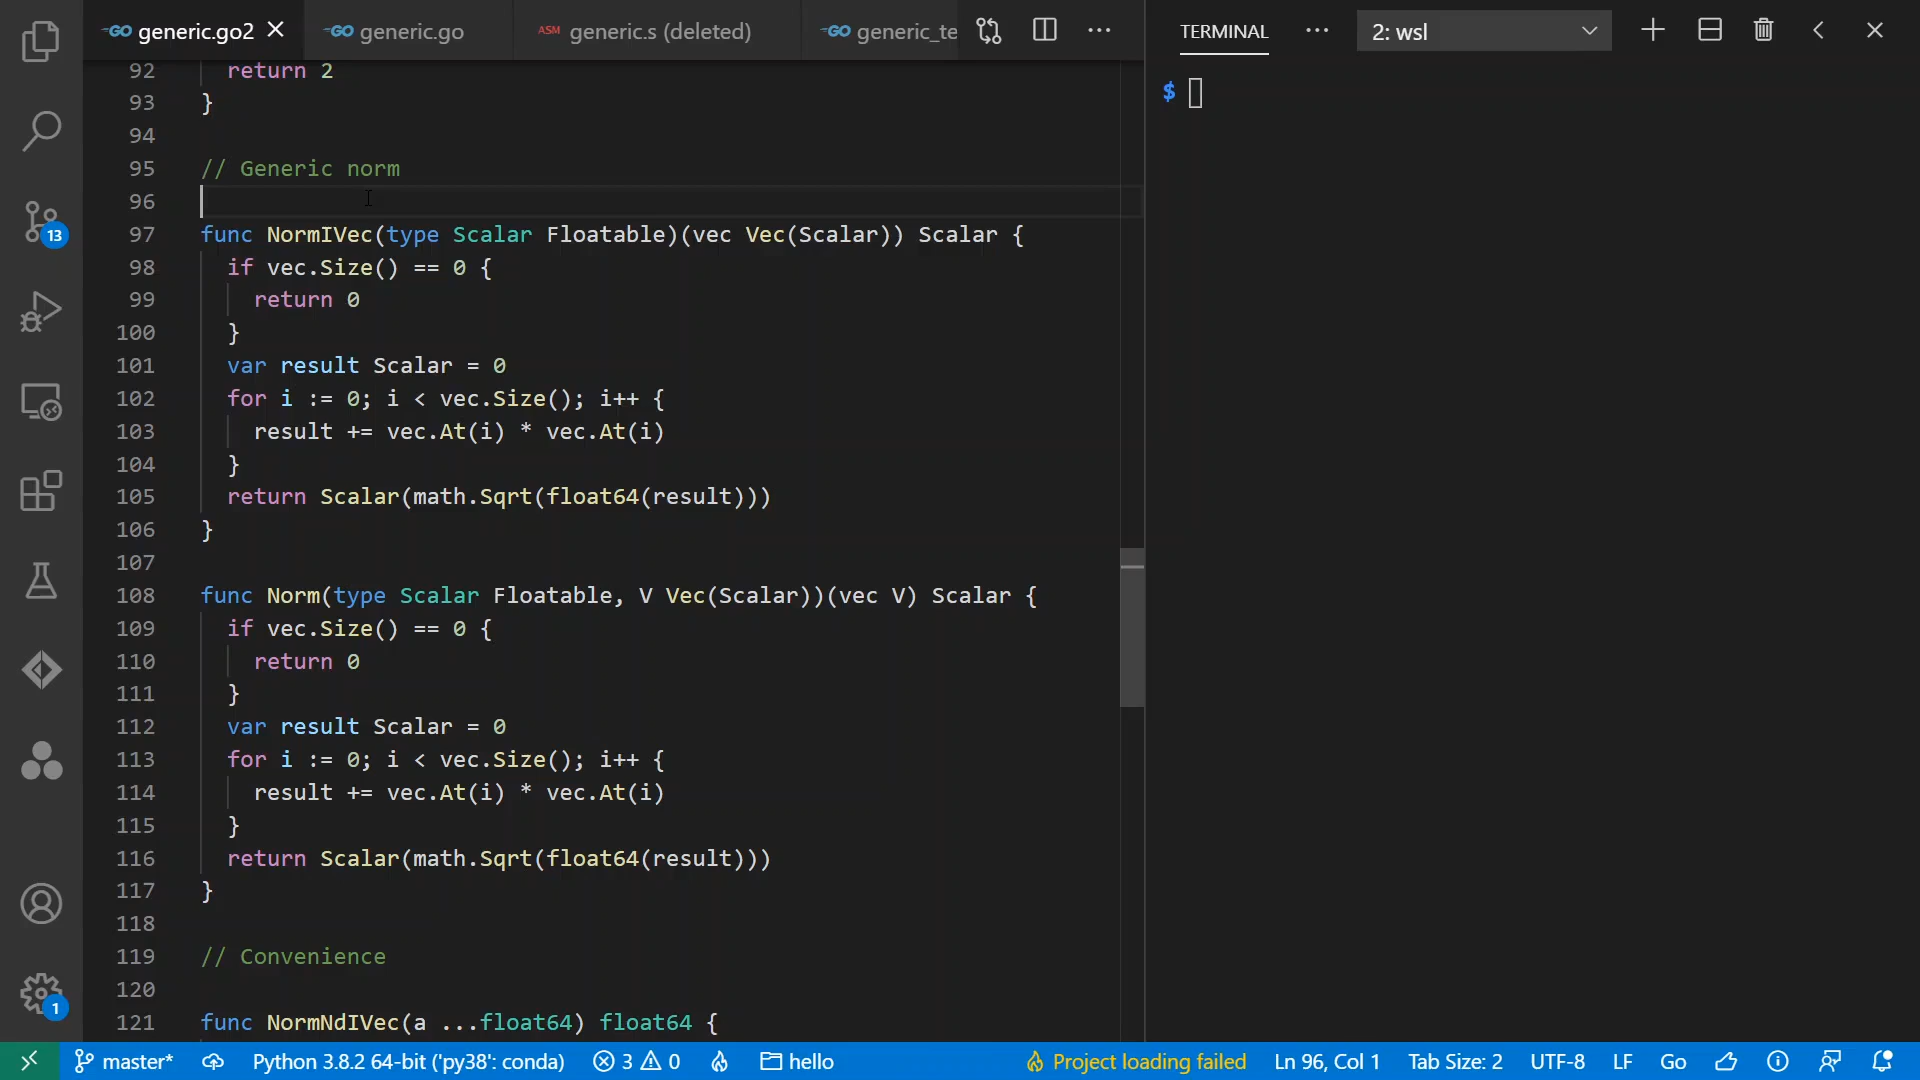 GO generic.go2
GO generic.go
ASM generic.s (deleted)
GO generic_te
TERMINAL
2: wsl
92 return 2
93 }
94
95 // Generic norm
96
97 func NormIVec(type Scalar Floatable)(vec Vec(Scalar)) Scalar {
98 if vec.Size() == 0 {
99 return 0
100 }
101 var result Scalar = 0
102 for i := 0; i < vec.Size(); i++ {
103 result += vec.At(i) * vec.At(i)
104 }
105 return Scalar(math.Sqrt(float64(result)))
106 }
107
108 func Norm(type Scalar Floatable, V Vec(Scalar))(vec V) Scalar {
109 if vec.Size() == 0 {
110 return 0
111 }
112 var result Scalar = 0
113 for i := 0; i < vec.Size(); i++ {
114 result += vec.At(i) * vec.At(i)
115 }
116 return Scalar(math.Sqrt(float64(result)))
117 }
118
119 // Convenience
120
121 func NormNdIVec(a ...float64) float64 {
$
13
1
master*
Python 3.8.2 64-bit ('py38': conda)
3
0
hello
Project loading failed
Ln 96, Col 1
Tab Size: 2
UTF-8
LF
Go